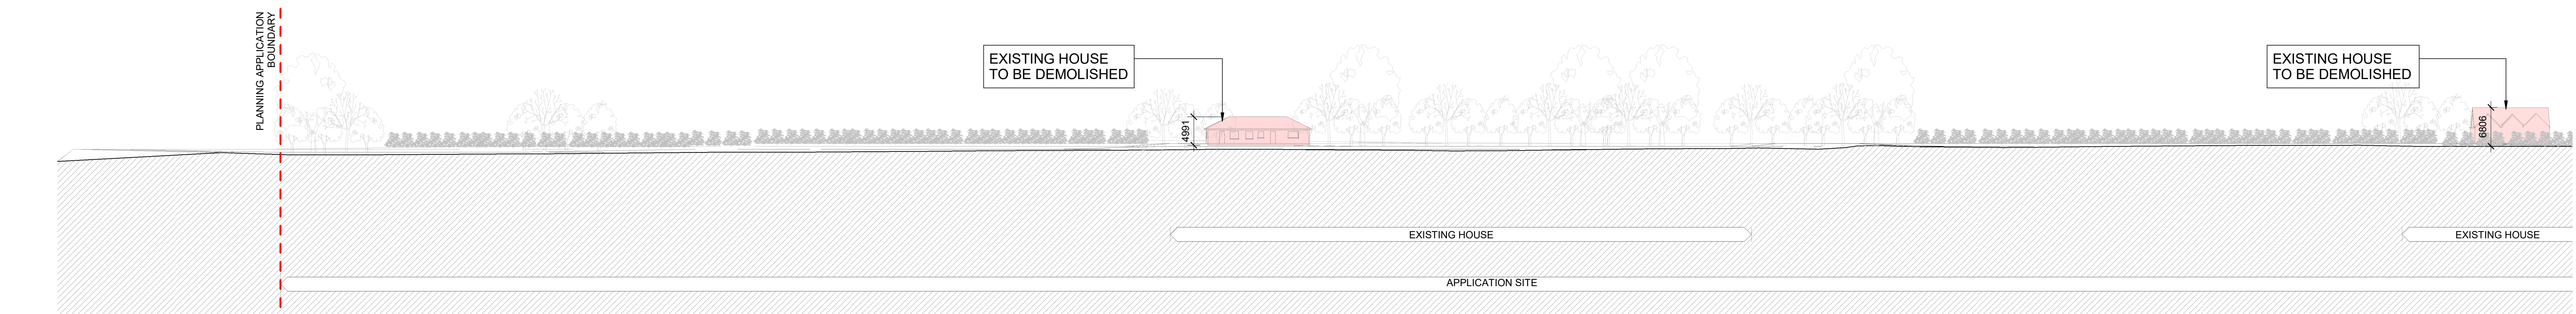 PLANNING APPLICATION
BOUNDARY
EXISTING HOUSE
TO BE DEMOLISHED
4991
EXISTING HOUSE
TO BE DEMOLISHED
6806
EXISTING HOUSE
EXISTING HOUSE
APPLICATION SITE